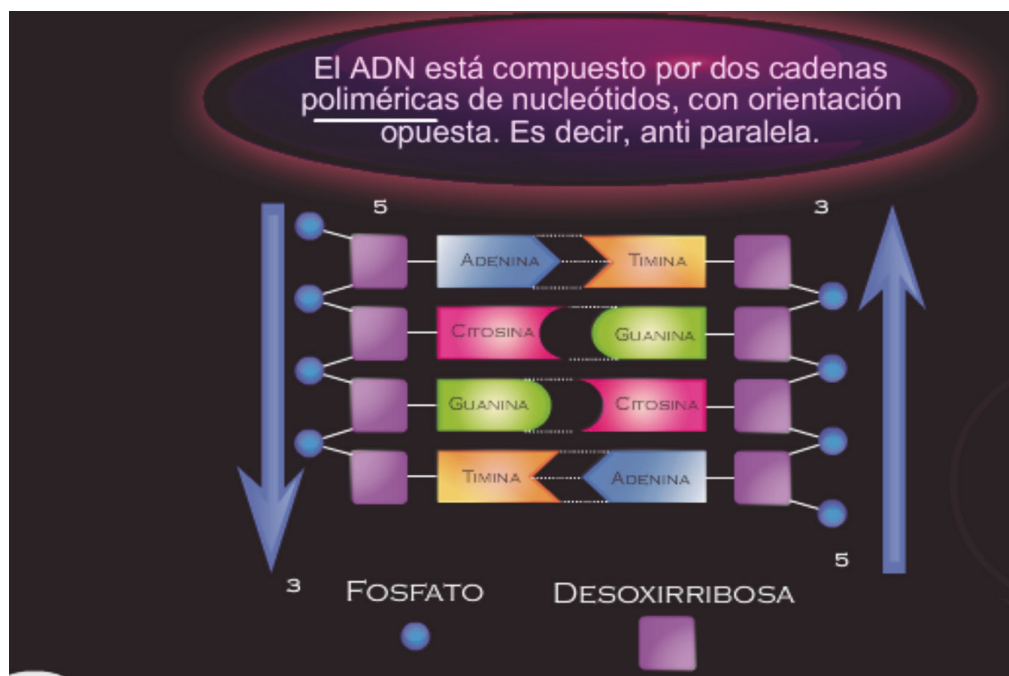 El ADN está compuesto por dos cadenas
poliméricas de nucleótidos, con orientación
opuesta. Es decir, anti paralela.
5
3
ADENINA
TIMINA
CITOSINA
GUANINA
GUANINA
CITOSINA
TIMINA
ADENINA
3
5
FOSFATO
DESOXIRRIBOSA